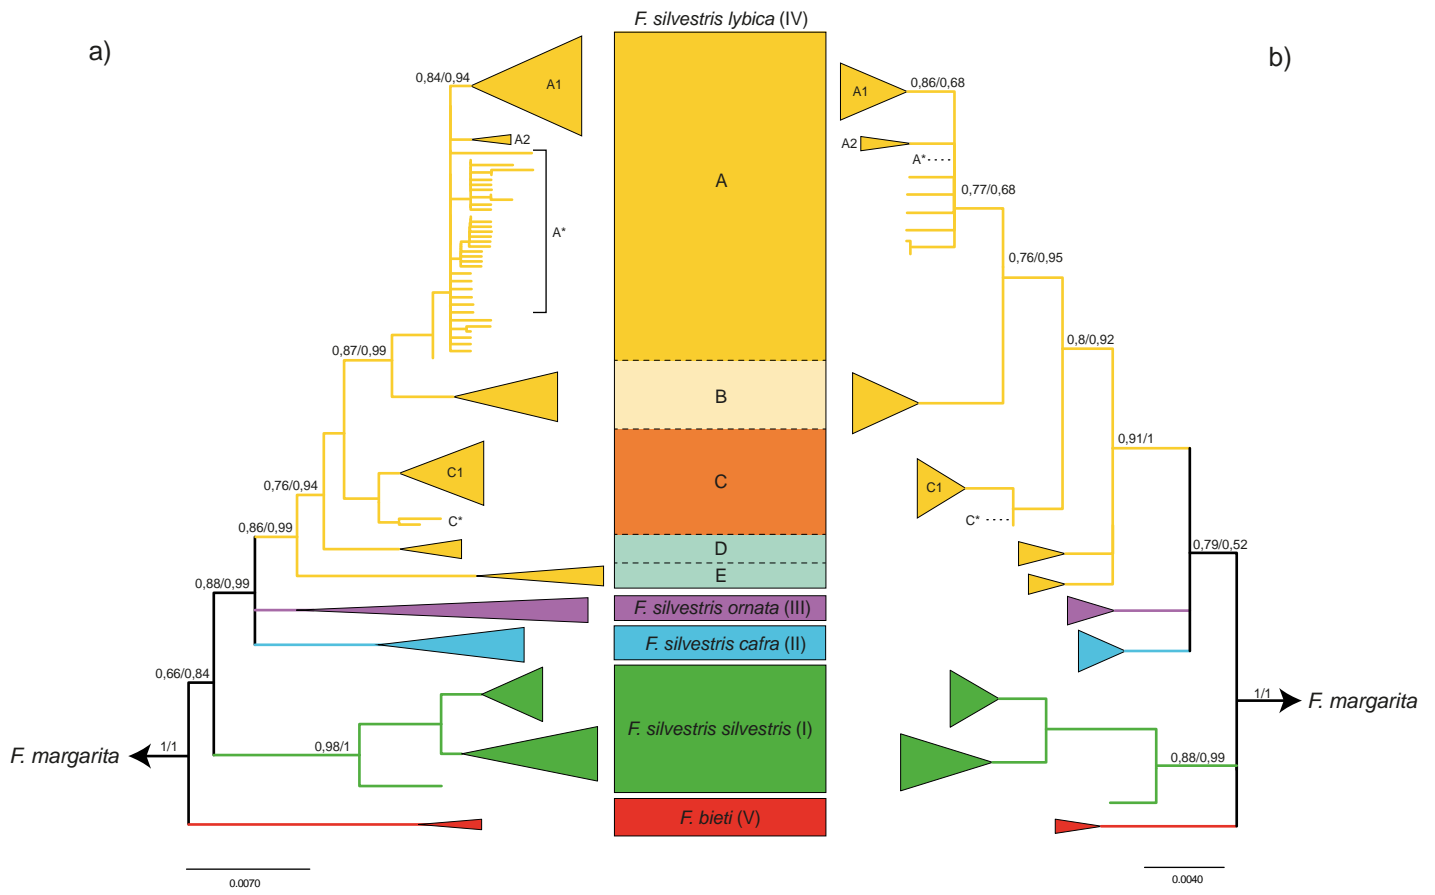 F. silvestris lybica (IV)
a)
b)
0,84/0,94
A1
A2
A*
0,87/0,99
C1
C*
0,76/0,94
0,86/0,99
0,88/0,99
0,66/0,84
1/1
F. margarita
0,98/1
0.0070
A
B
C
D
E
F. silvestris ornata (III)
F. silvestris cafra (II)
F. silvestris silvestris (I)
F. bieti (V)
A1
0,86/0,68
A2
A*
0,77/0,68
0,76/0,95
0,8/0,92
0,91/1
C1
C*
0,79/0,52
1/1
F. margarita
0,88/0,99
0.0040